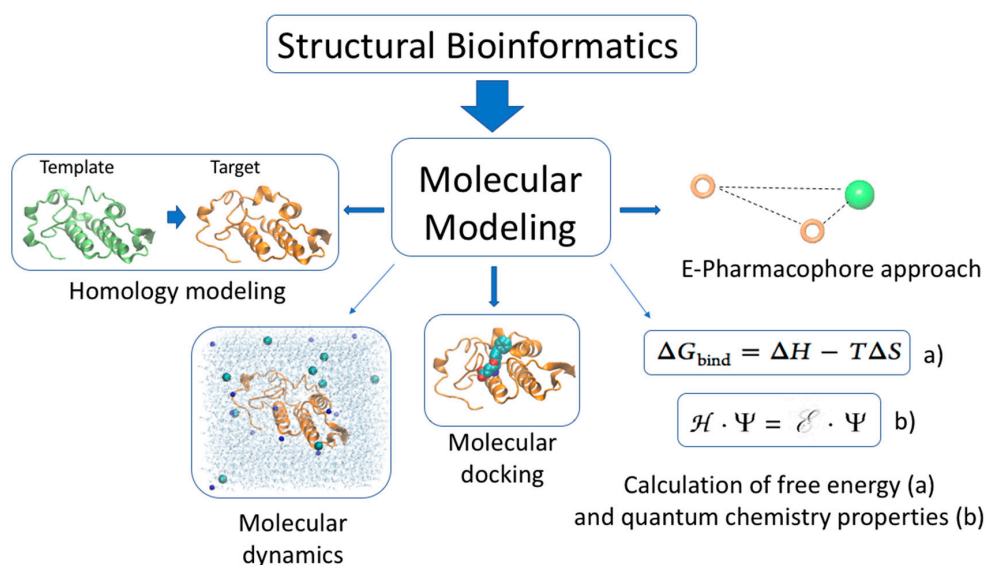 Structural Bioinformatics
Molecular
Modeling
Template
Target
Homology modeling
E-Pharmacophore approach
Molecular
dynamics
Molecular
docking
ΔG_bind = ΔH − TΔS a)
ℋ · Ψ = ℰ · Ψ b)
Calculation of free energy (a)
and quantum chemistry properties (b)